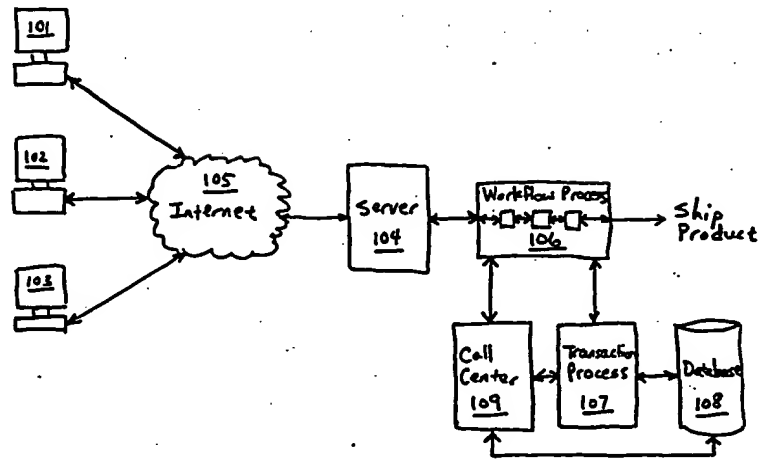 101
102
103
105
Internet
Server
104
Workflow Process
106
Ship
Product
Call
Center
109
Transaction
Process
107
Database
108